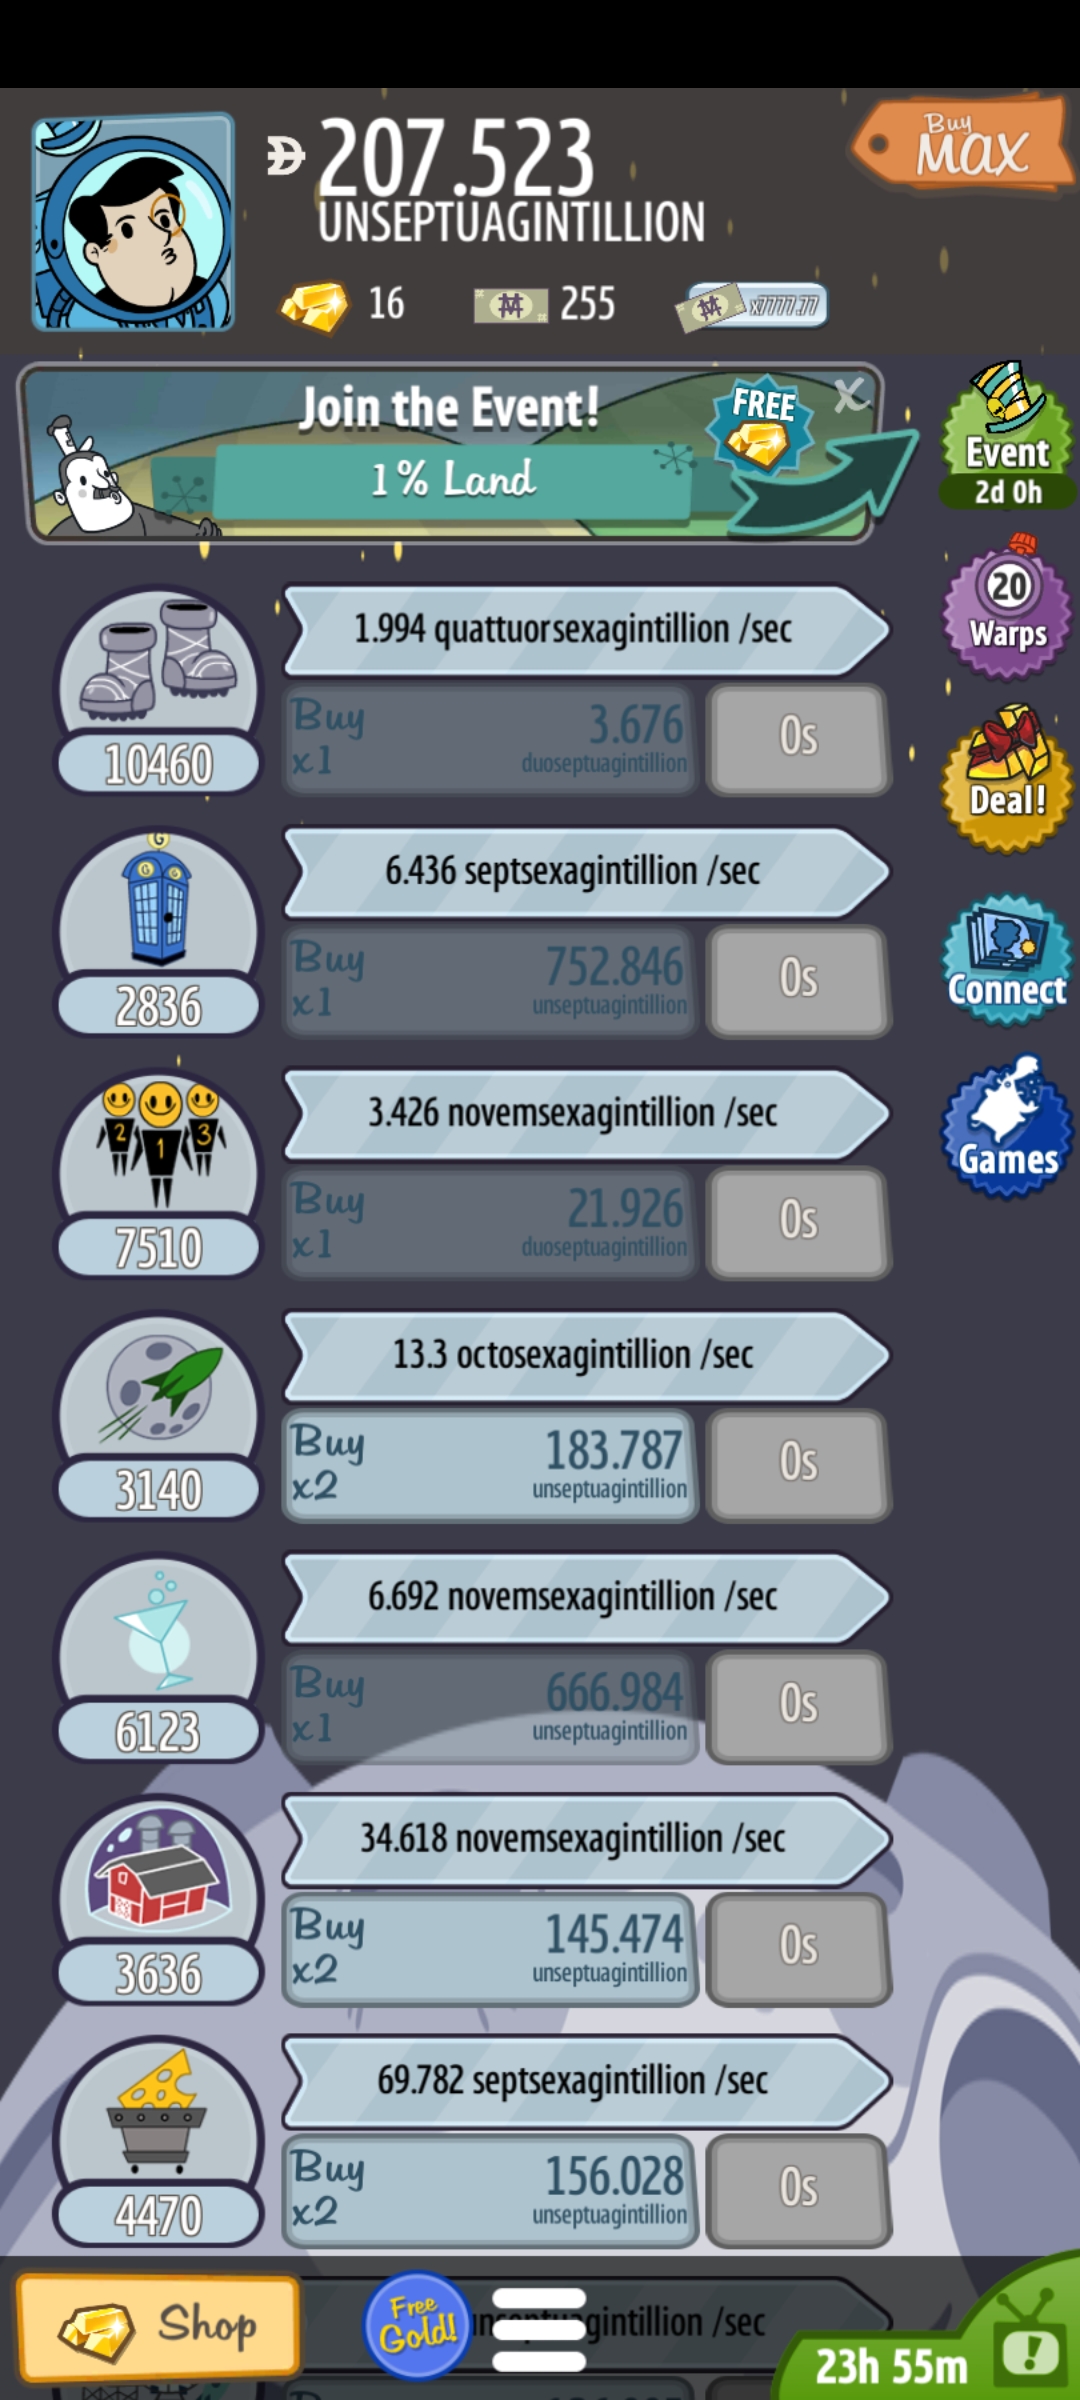 207.523
UNSEPTUAGINTILLION
Buy
MAX
16
255
x7777.77
Join the Event!
FREE
1% Land
Event
2d 0h
1.994 quattuorsexagintillion /sec
Buy
x1
3.676
duoseptuagintillion
0s
10460
20
Warps
Deal!
6.436 septsexagintillion /sec
Buy
x1
752.846
unseptuagintillion
0s
G
G
G
2836
Connect
3.426 novemsexagintillion /sec
Buy
x1
21.926
duoseptuagintillion
0s
2
1
3
7510
Games
13.3 octosexagintillion /sec
Buy
x2
183.787
unseptuagintillion
0s
3140
6.692 novemsexagintillion /sec
Buy
x1
666.984
unseptuagintillion
0s
6123
34.618 novemsexagintillion /sec
Buy
x2
145.474
unseptuagintillion
0s
3636
69.782 septsexagintillion /sec
Buy
x2
156.028
unseptuagintillion
0s
4470
Shop
Free
Gold!
/sec
23h 55m
!